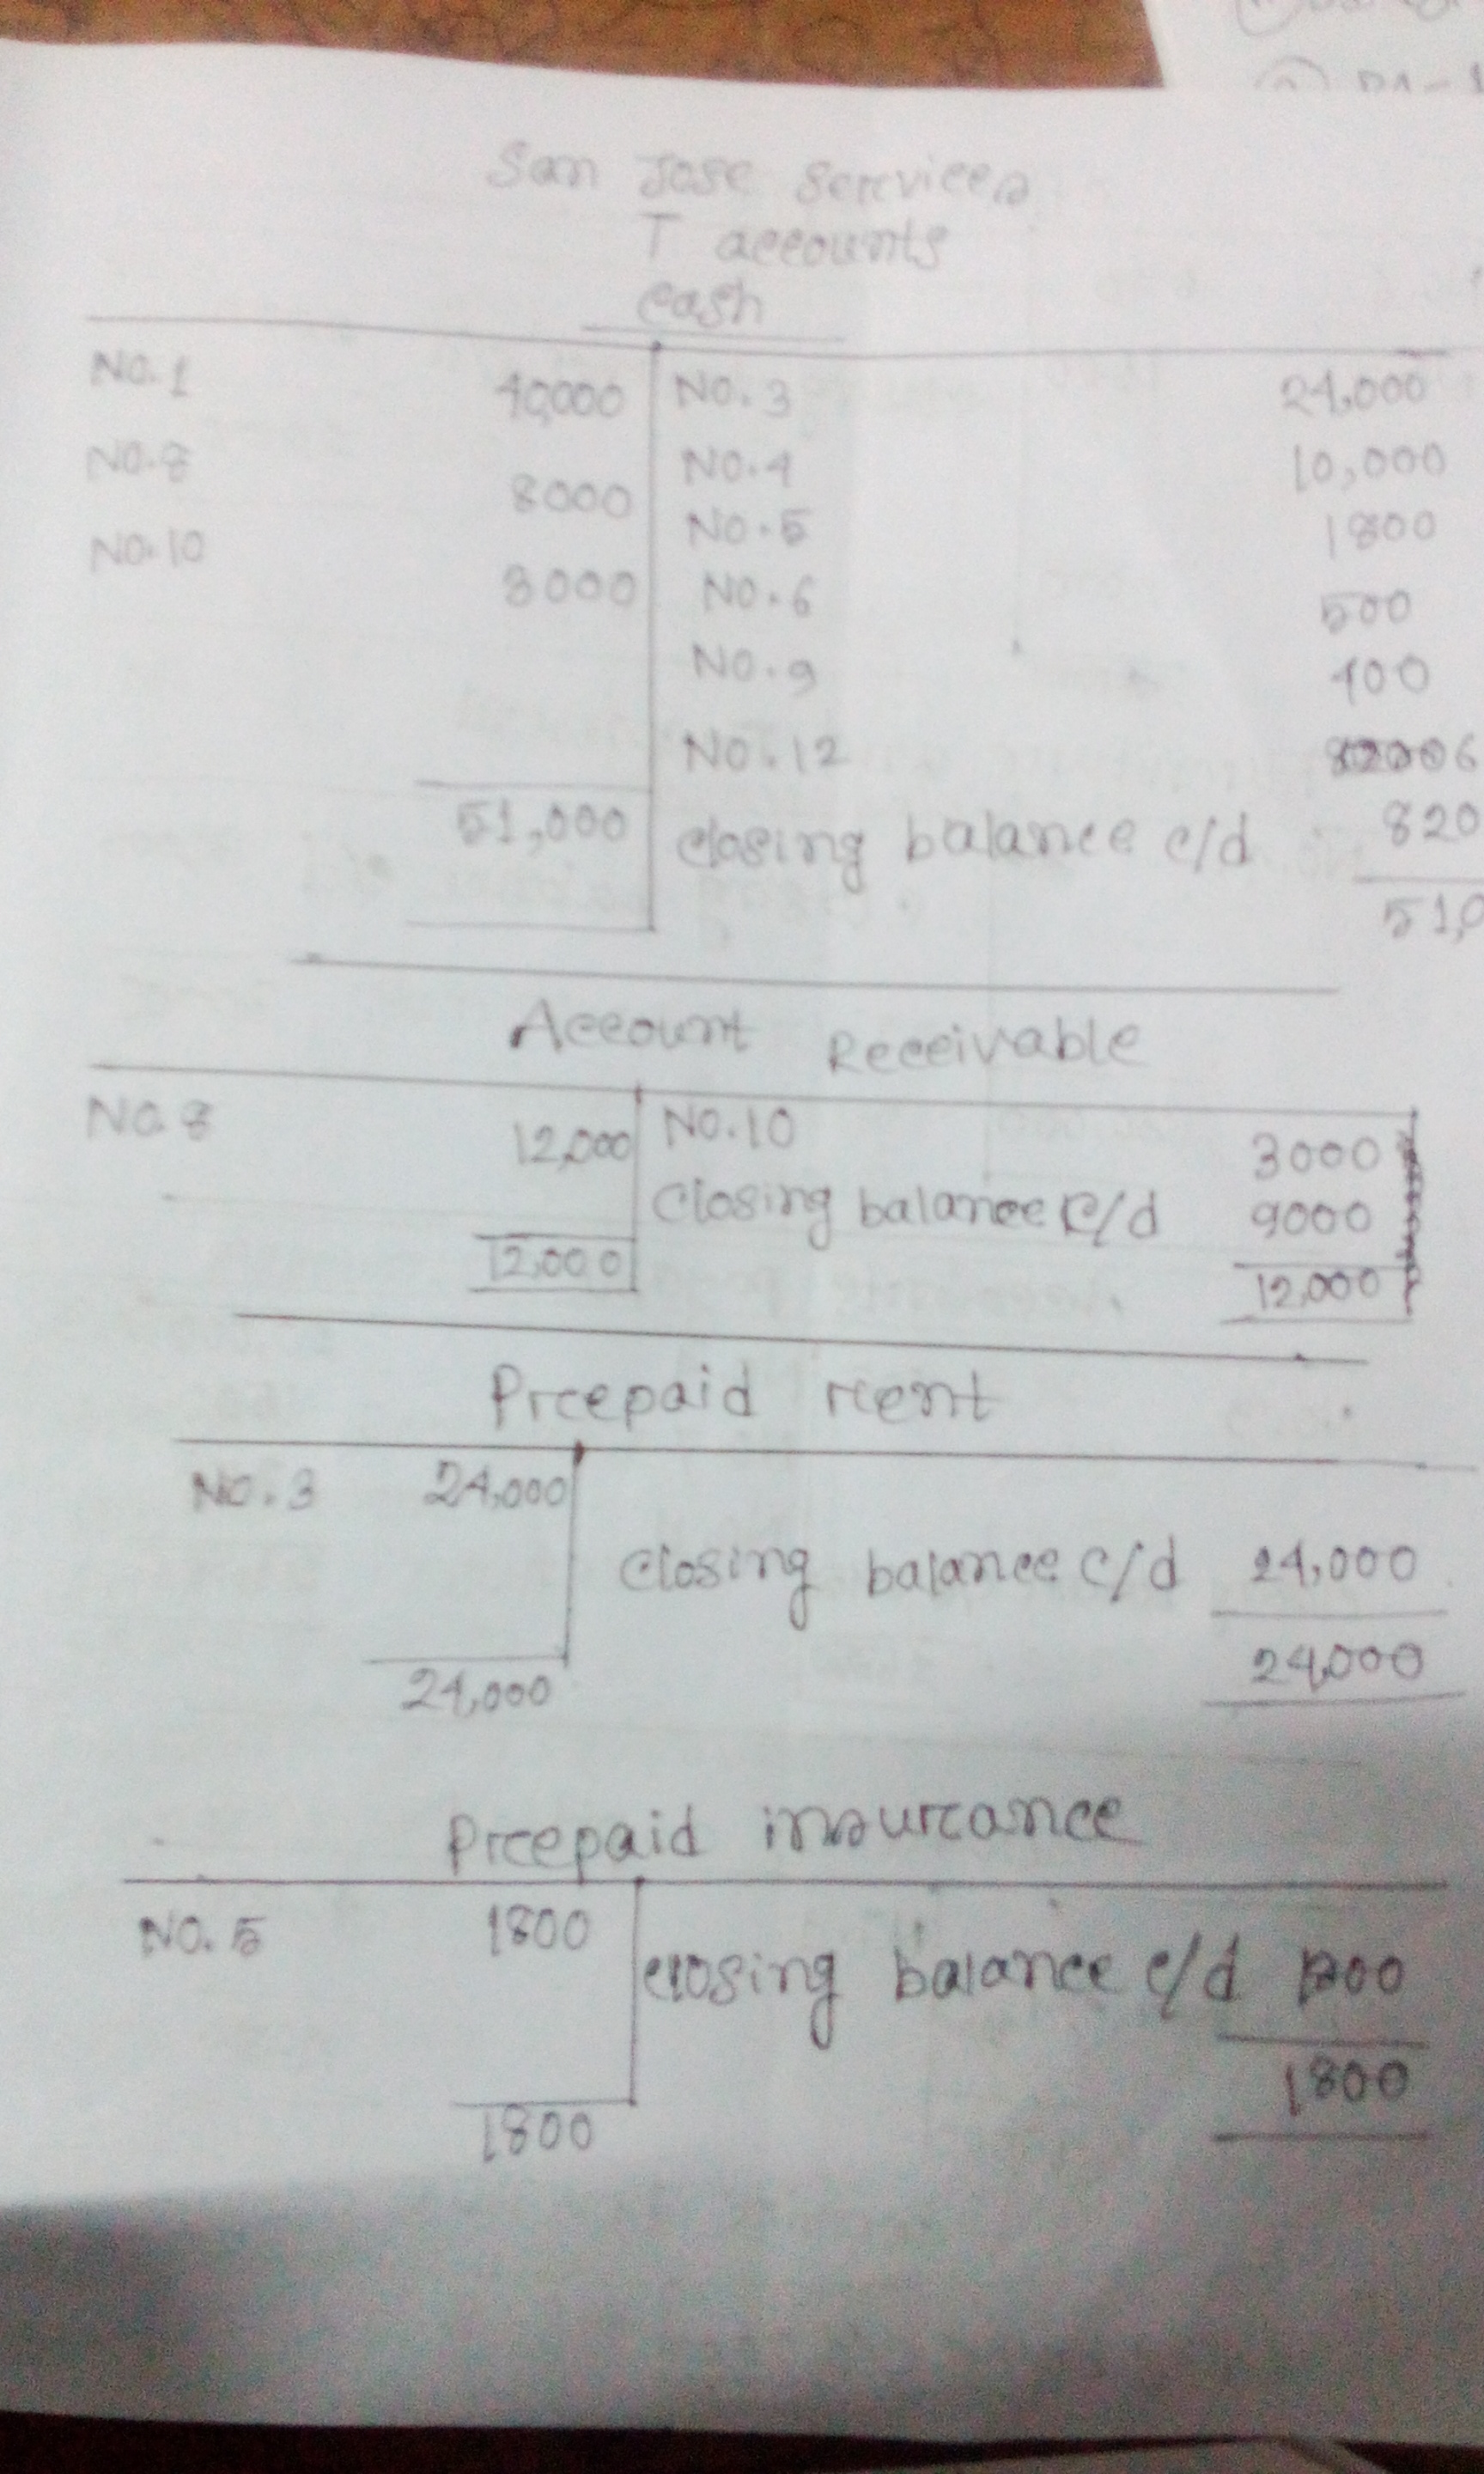 San Jose Services
T accounts
Cash
No.1 40,000 No.3 24,000
No.8 8000 No.4 10,000
No.10 3000 No.5 1800
No.6 500
No.9 400
No.12
51,000 closing balance c/d 820
51,0
Account Receivable
No.8 12,000 No.10 3000
Closing balance c/d 9000
12,000 12,000
Prepaid rent
No.3 24,000
closing balance c/d 24,000
24,000 24,000
Prepaid insurance
No.5 1800 closing balance c/d 1800
1800 1800